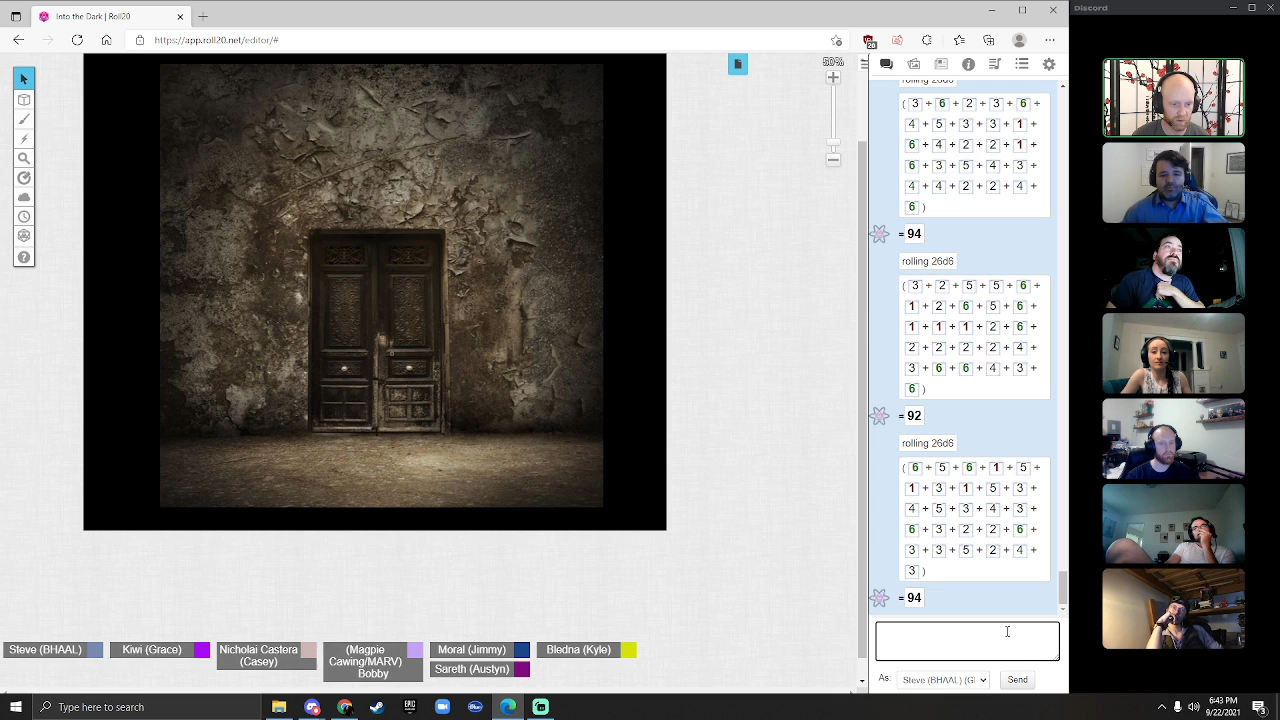 Into the Dark | Roll20
https://app.roll20.net/editor/#
20
Discord
50%
rolling 26d6
(3+6+2+3+6+
4+5+3+3+1+
6+4+2+2+1+
6+3+5+4+3+
4+4+2+2+4+
6)
=94
rolling 26d6
(3+2+5+5+6+
1+2+6+5+6+
1+1+1+2+6+
2+2+2+2+4+
3+6+6+4+3+
6)
=92
rolling 26d6
(6+5+6+1+5+
1+3+1+5+3+
4+5+3+4+3+
6+3+2+2+6+
3+3+5+2+4+
3)
=94
Steve (BHAAL)
Kiwi (Grace)
Nicholai Castera
(Casey)
(Magpie
Cawing/MARV)
Bobby
Moral (Jimmy)
Sareth (Austyn)
Bledna (Kyle)
As:
Steve (BHAAL) (GM
Send
Type here to search
EPIC
6:43 PM
9/22/2021
3